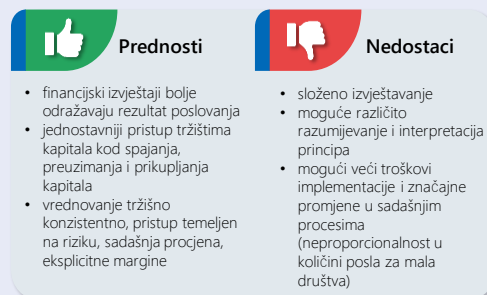 Prednosti
• financijski izvještaji bolje
odražavaju rezultat poslovanja
• jednostavniji pristup tržištima
kapitala kod spajanja,
preuzimanja i prikupljanja
kapitala
• vrednovanje tržišno
konzistentno, pristup temeljen
na riziku, sadašnja procjena,
eksplicitne margine
Nedostaci
• složeno izvještavanje
• moguće različito
razumijevanje i interpretacija
principa
• mogući veći troškovi
implementacije i značajne
promjene u sadašnjim
procesima
(neproporcionalnost u
količini posla za mala
društva)